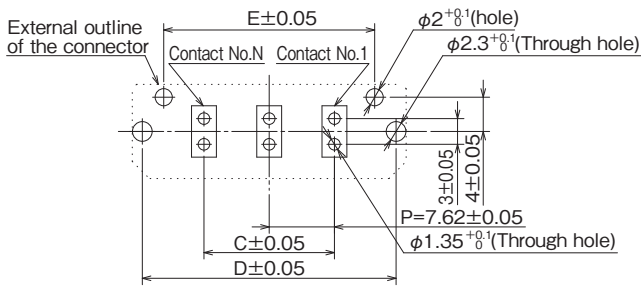 E±0.05
φ2 +0.1 0 (hole)
External outline
of the connector
Contact No.N
Contact No.1
φ2.3 +0.1 0 (Through hole)
3±0.05
4±0.05
P=7.62±0.05
C±0.05
φ1.35 +0.1 0 (Through hole)
D±0.05